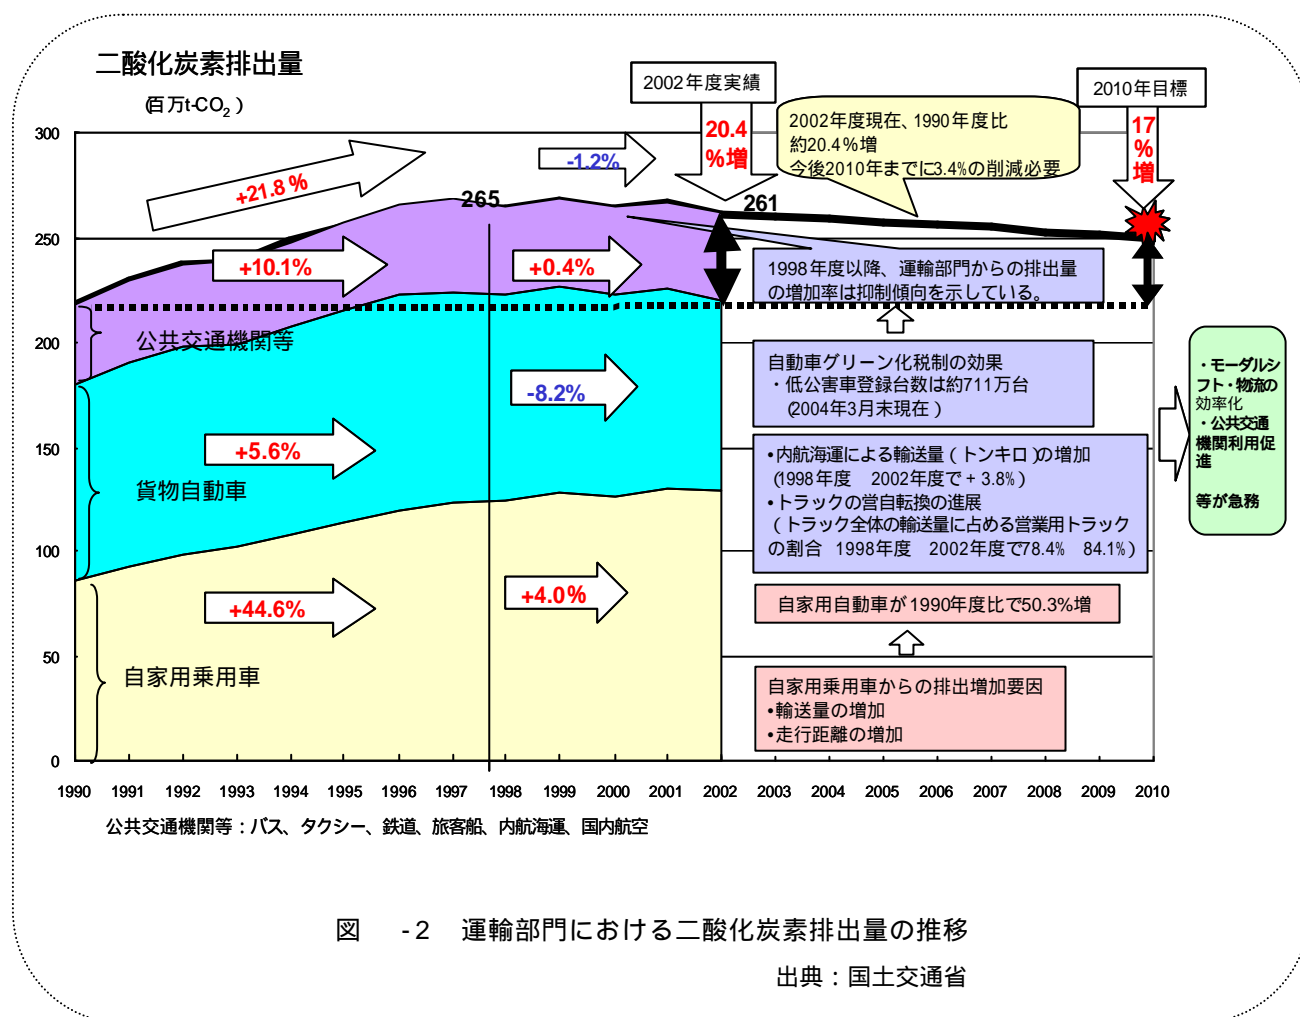 二酸化炭素排出量
(百万t-CO2)
2002年度実績
2010年目標
20.4
%増
17
%
増
2002年度現在、1990年度比
約20.4%増
今後2010年までに3.4%の削減必要
300
250
200
150
100
50
0
+21.8%
-1.2%
265
261
+10.1%
+0.4%
1998年度以降、運輸部門からの排出量
の増加率は抑制傾向を示している。
公共交通機関等
自動車グリーン化税制の効果
・低公害車登録台数は約711万台
(2004年3月末現在)
-8.2%
+5.6%
貨物自動車
•内航海運による輸送量(トンキロ)の増加
(1998年度 2002年度で+3.8%)
•トラックの営自転換の進展
(トラック全体の輸送量に占める営業用トラック
の割合 1998年度 2002年度で78.4% 84.1%)
・モーダルシ
フト・物流の
効率化
・公共交通
機関利用促
進
等が急務
+44.6%
+4.0%
自家用自動車が1990年度比で50.3%増
自家用乗用車
自家用乗用車からの排出増加要因
•輸送量の増加
•走行距離の増加
1990 1991 1992 1993 1994 1995 1996 1997 1998 1999 2000 2001 2002 2003 2004 2005 2006 2007 2008 2009 2010
公共交通機関等:バス、タクシー、鉄道、旅客船、内航海運、国内航空
図 -2 運輸部門における二酸化炭素排出量の推移
出典:国土交通省